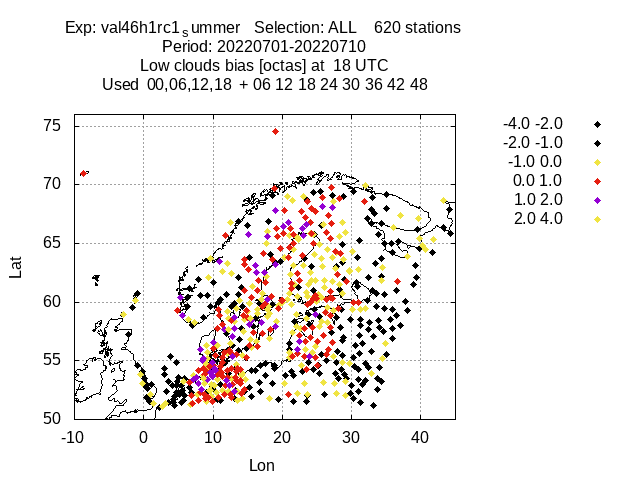 Exp: val46h1rc1summer Selection: ALL 620 stations
Period: 20220701-20220710
Low clouds bias [octas] at 18 UTC
Used 00,06,12,18 + 06 12 18 24 30 36 42 48
-4.0 -2.0
-2.0 -1.0
-1.0 0.0
0.0 1.0
1.0 2.0
2.0 4.0
75
70
65
60
55
50
Lat
-10 0 10 20 30 40
Lon